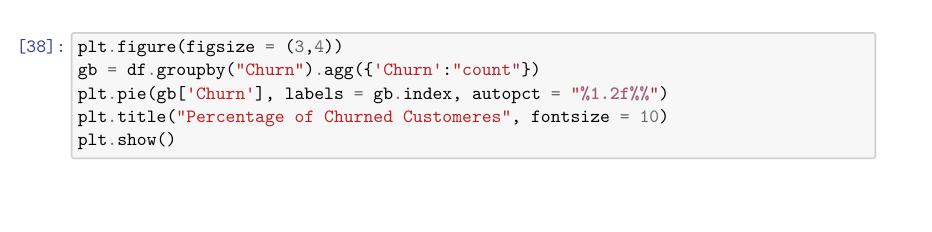 [38]: plt.figure(figsize = (3,4))
gb = df.groupby("Churn").agg({'Churn':"count"})
plt.pie(gb['Churn'], labels = gb.index, autopct = "%1.2f%%")
plt.title("Percentage of Churned Customeres", fontsize = 10)
plt.show()